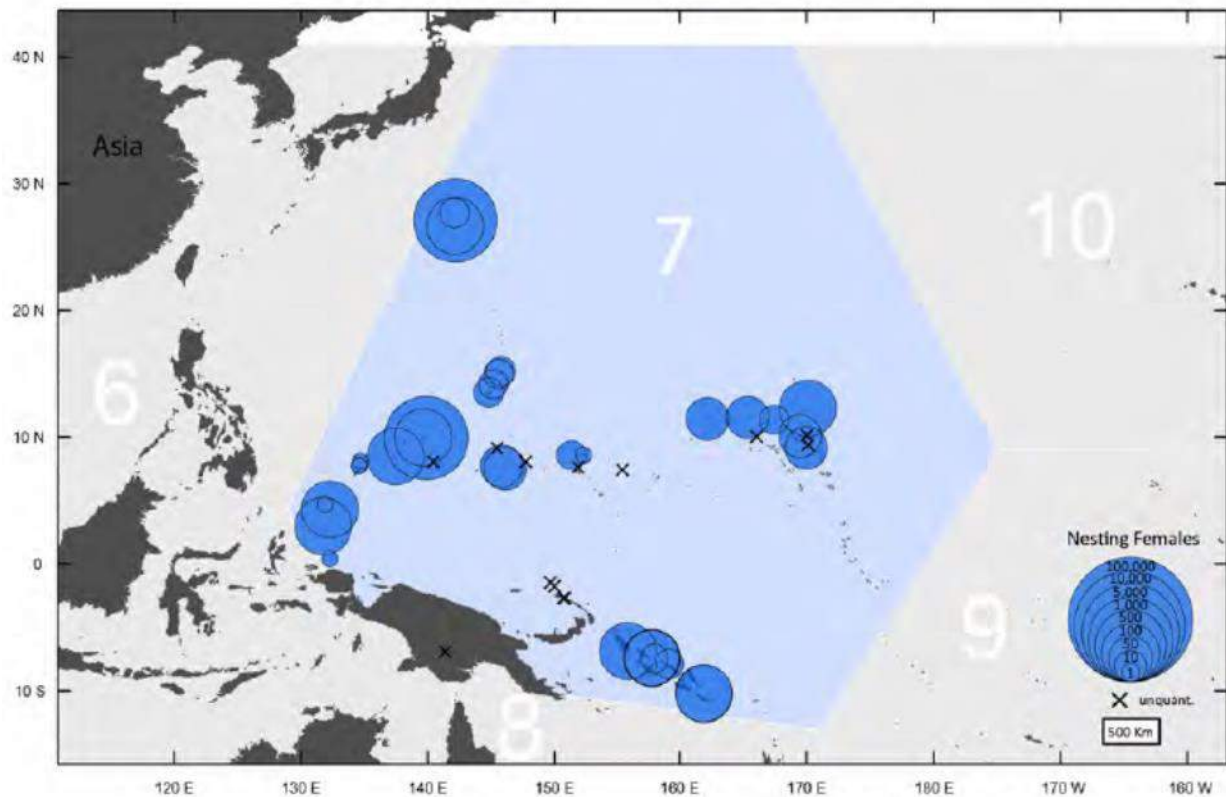 40 N
30 N
20 N
10 N
0
10 S
Asia
6
7
8
9
10
Nesting Females
100,000
10,000
5,000
1,000
500
100
50
10
1
× unquant.
500 Km
120 E
130 E
140 E
150 E
160 E
170 E
180 E
170 W
160 W